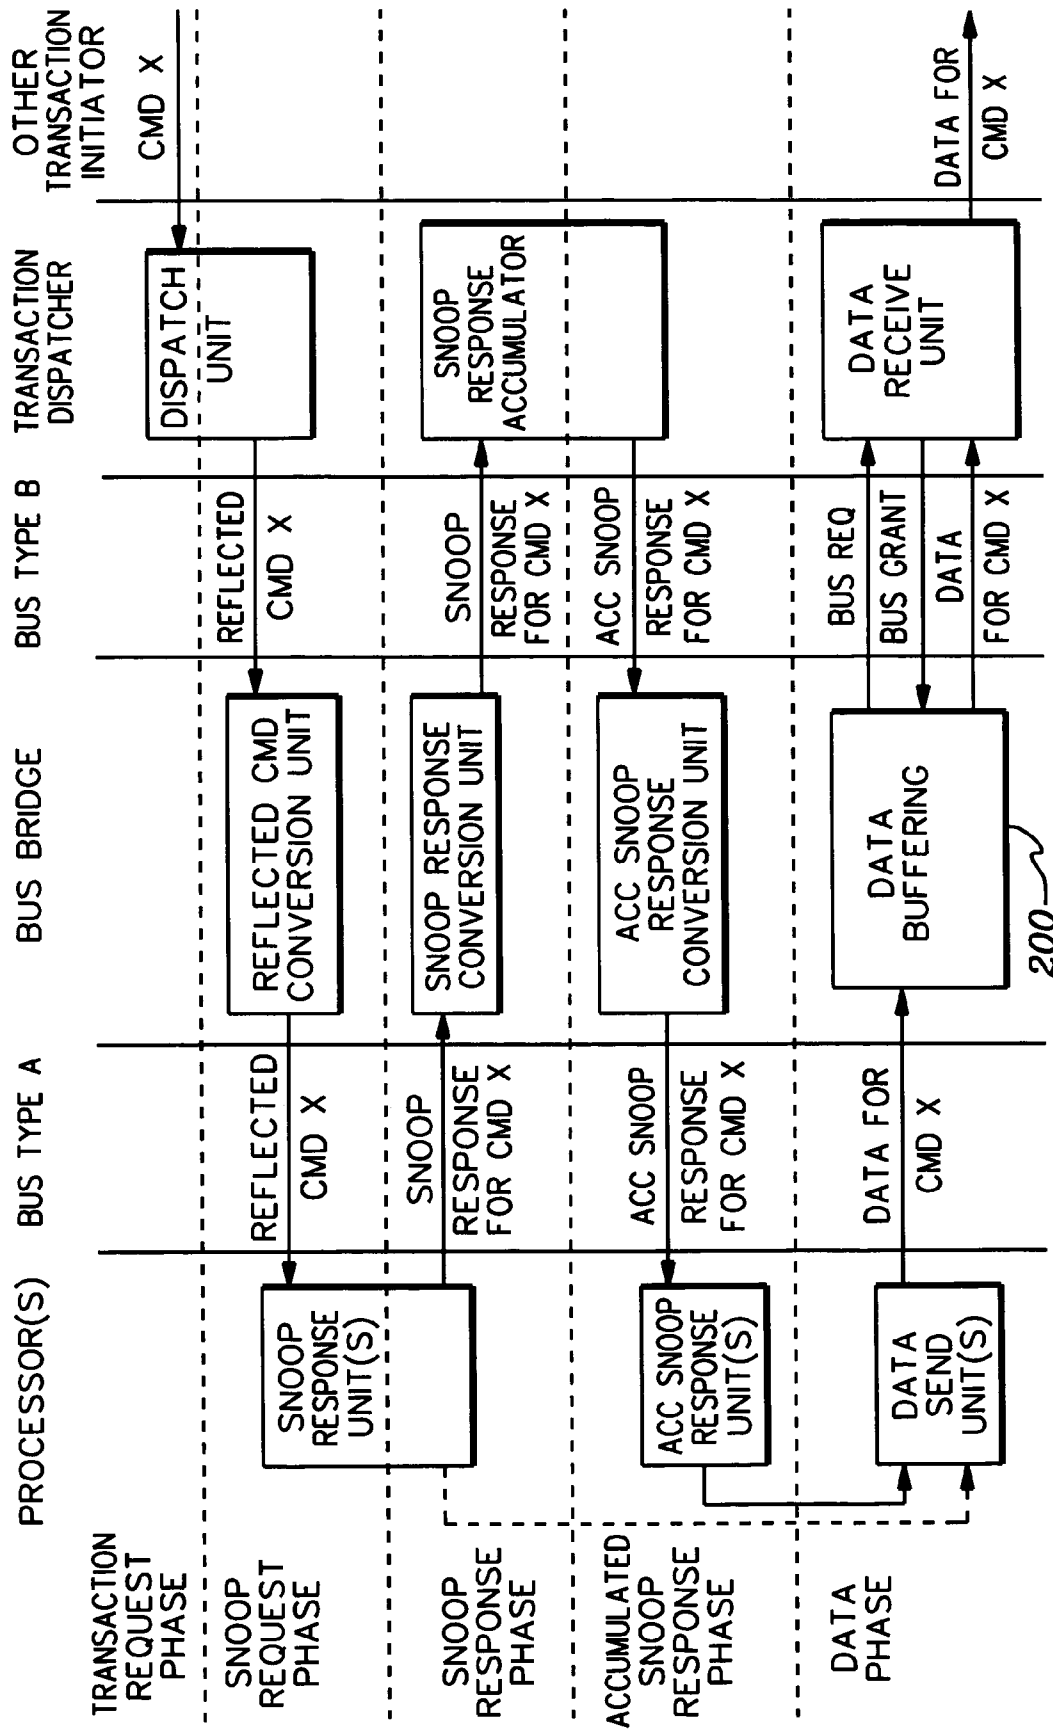 PROCESSOR(S)
BUS TYPE A
BUS BRIDGE
BUS TYPE B
TRANSACTION
DISPATCHER
OTHER
TRANSACTION
INITIATOR
TRANSACTION
REQUEST
PHASE
CMD X
DISPATCH
UNIT
SNOOP
REQUEST
PHASE
SNOOP
RESPONSE
UNIT(S)
REFLECTED
CMD X
REFLECTED CMD
CONVERSION UNIT
REFLECTED
CMD X
SNOOP
RESPONSE
PHASE
SNOOP
RESPONSE
FOR CMD X
SNOOP RESPONSE
CONVERSION UNIT
SNOOP
RESPONSE
FOR CMD X
SNOOP
RESPONSE
ACCUMULATOR
ACCUMULATED
SNOOP
RESPONSE
PHASE
ACC SNOOP
RESPONSE
UNIT(S)
ACC SNOOP
RESPONSE
FOR CMD X
ACC SNOOP
RESPONSE
CONVERSION UNIT
ACC SNOOP
RESPONSE
FOR CMD X
DATA
PHASE
DATA
SEND
UNIT(S)
DATA FOR
CMD X
DATA
BUFFERING
200
BUS REQ
BUS GRANT
DATA
FOR CMD X
DATA
RECEIVE
UNIT
DATA FOR
CMD X